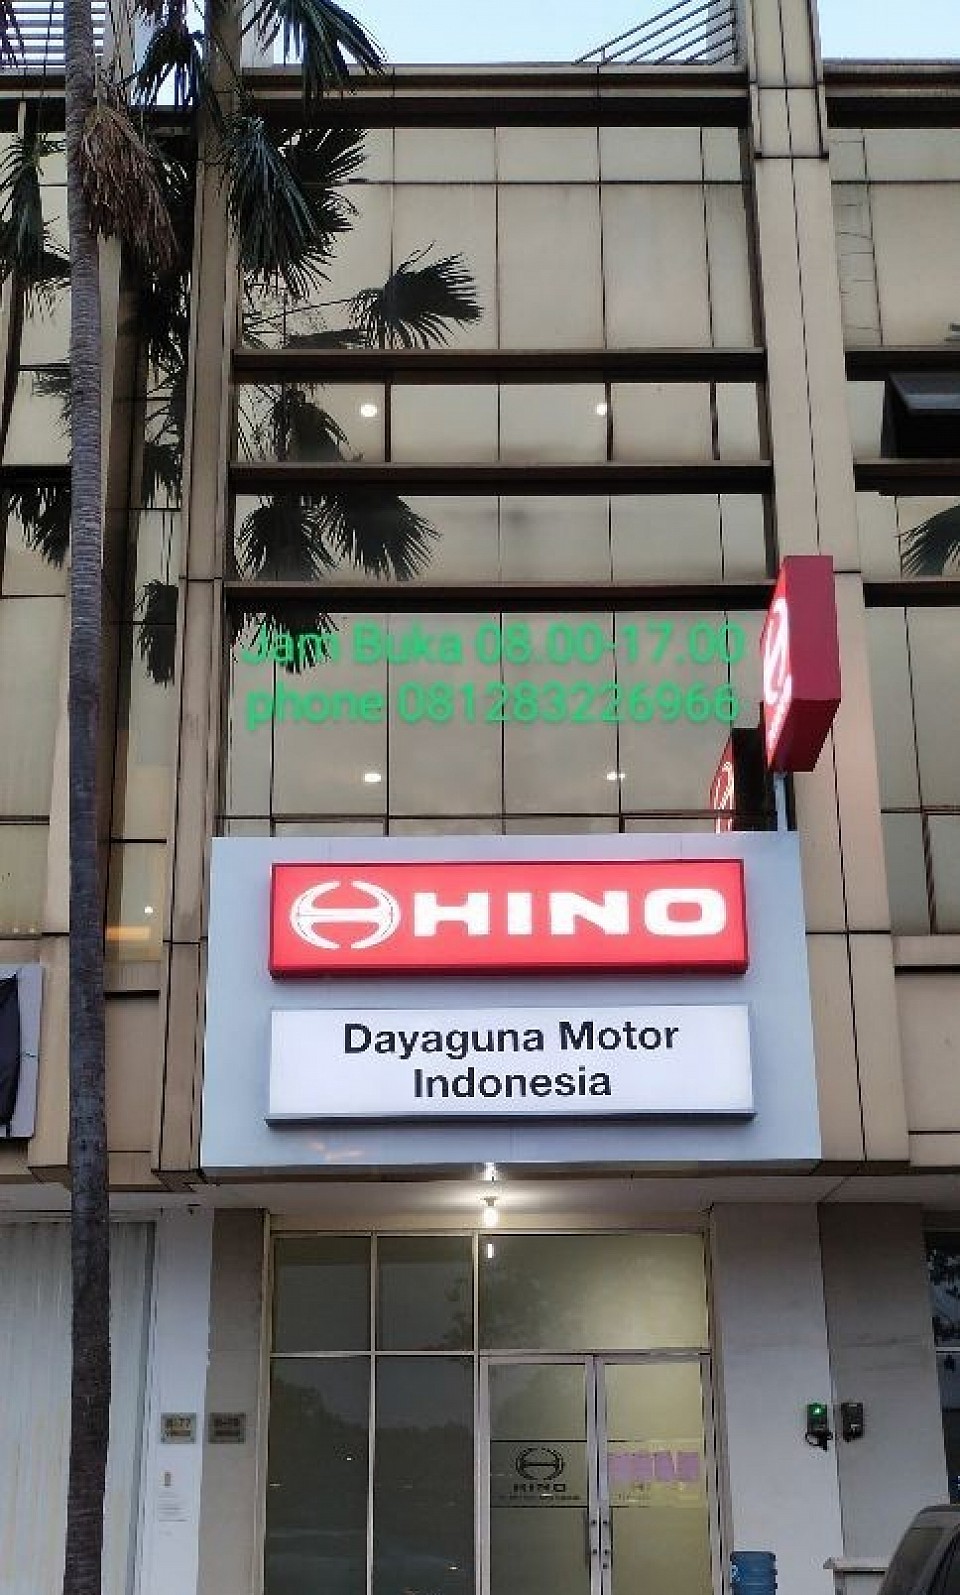 Jam Buka 08.00-17.00
phone 081283226966
HINO
Dayaguna Motor
Indonesia
HINO